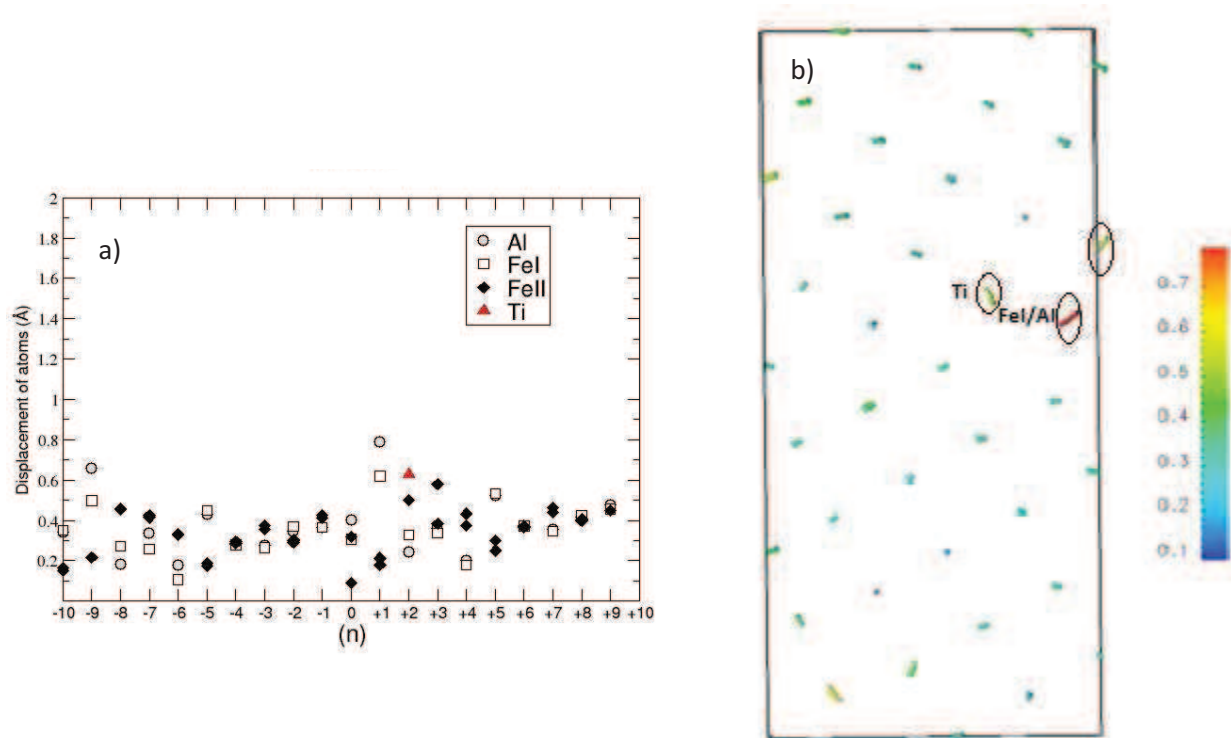 a)
Displacement of atoms (Å)
2
1.8
1.6
1.4
1.2
1
0.8
0.6
0.4
0.2
Al
FeI
FeII
Ti
-10 -9 -8 -7 -6 -5 -4 -3 -2 -1 0 +1 +2 +3 +4 +5 +6 +7 +8 +9 +10
(n)
b)
Ti
FeI/Al
0.7
0.6
0.5
0.4
0.3
0.2
0.1